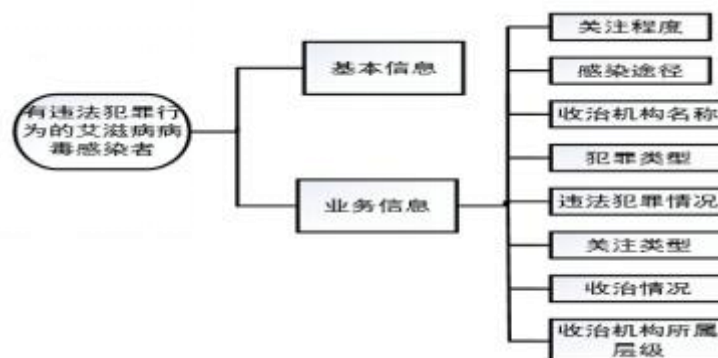 有违法犯罪行
为的艾滋病病
毒感染者
基本信息
业务信息
关注程度
感染途径
收治机构名称
犯罪类型
违法犯罪情况
关注类型
收治情况
收治机构所属
层级